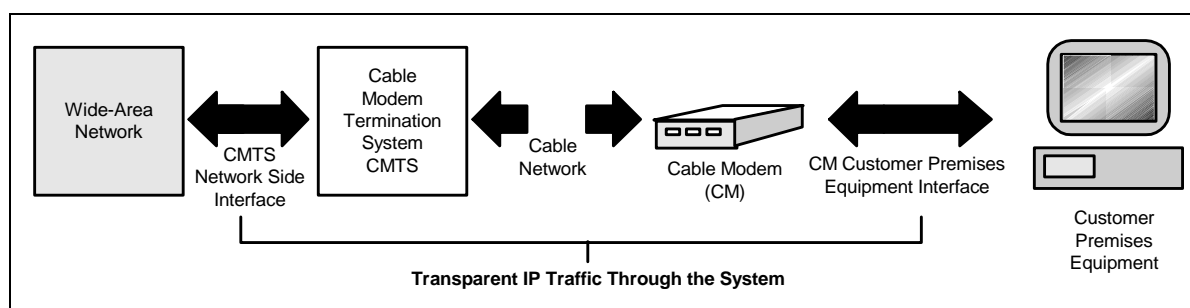 Wide-Area
Network
CMTS
Network Side
Interface
Cable
Modem
Termination
System
CMTS
Cable
Network
Cable Modem
(CM)
CM Customer Premises
Equipment Interface
Customer
Premises
Equipment
Transparent IP Traffic Through the System